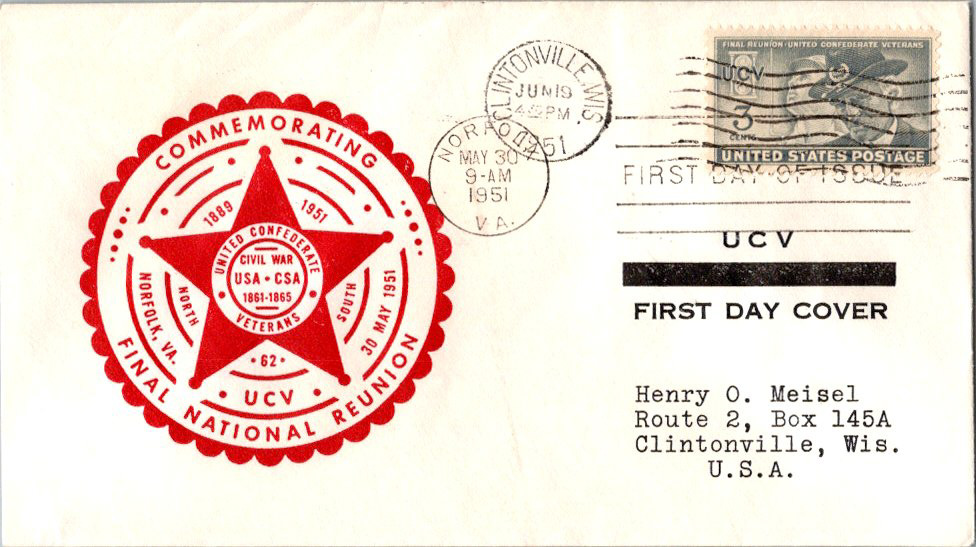 COMMEMORATING
1889 1951
UNITED CONFEDERATE
CIVIL WAR
USA • CSA
1861-1865
VETERANS
NORTH
SOUTH
NORFOLK, VA.
30 MAY 1951
• 62 •
• UCV •
FINAL NATIONAL REUNION
CLINTONVILLE, WIS.
JUN 19
PM
1951
NORFOLK
MAY 30
9-AM
1951
VA.
FINAL REUNION • UNITED CONFEDERATE VETERANS
UCV
3
CENTS
UNITED STATES POSTAGE
FIRST DAY OF ISSUE
UCV
FIRST DAY COVER
Henry O. Meisel
Route 2, Box 145A
Clintonville, Wis.
U.S.A.